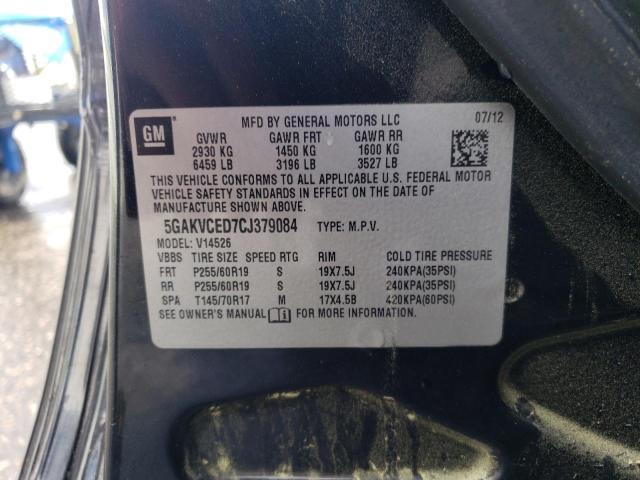 GM
MFD BY GENERAL MOTORS LLC 07/12
GVWR GAWR FRT GAWR RR
2930 KG 1450 KG 1600 KG
6459 LB 3196 LB 3527 LB
THIS VEHICLE CONFORMS TO ALL APPLICABLE U.S. FEDERAL MOTOR
VEHICLE SAFETY STANDARDS IN EFFECT ON THE DATE OF
MANUFACTURE SHOWN ABOVE.
5GAKVCED7CJ379084 TYPE: M.P.V.
MODEL: V14526
VBBS TIRE SIZE SPEED RTG RIM COLD TIRE PRESSURE
FRT P255/60R19 S 19X7.5J 240KPA(35PSI)
RR P255/60R19 S 19X7.5J 240KPA(35PSI)
SPA T145/70R17 M 17X4.5B 420KPA(60PSI)
SEE OWNER'S MANUAL i FOR MORE INFORMATION.